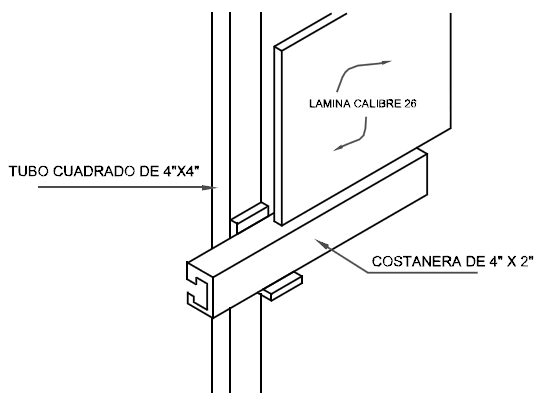 LAMINA CALIBRE 26
TUBO CUADRADO DE 4"X4"
COSTANERA DE 4" X 2"